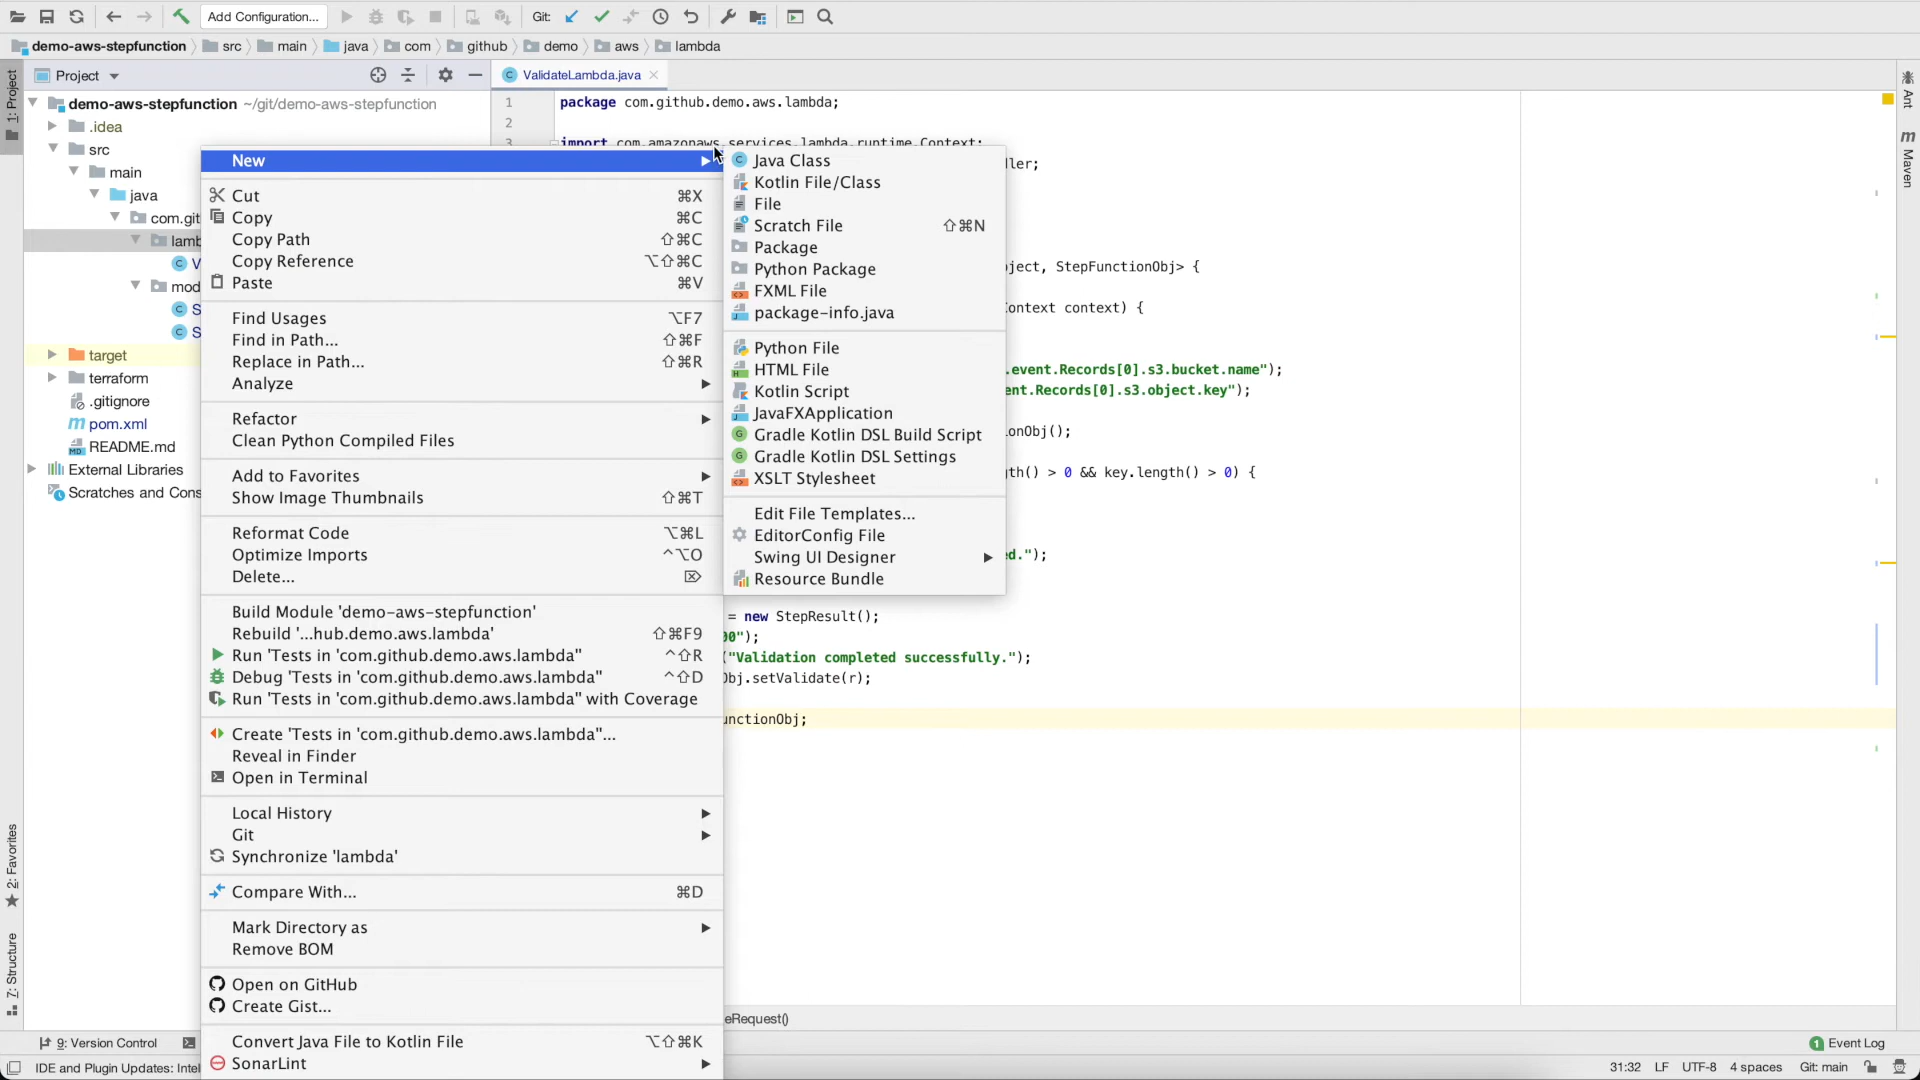 Add Configuration...
Git:
demo-aws-stepfunction
src
main
java
com
github
demo
aws
lambda
1: Project
Project
ValidateLambda.java
Ant
Maven
demo-aws-stepfunction ~/git/demo-aws-stepfunction
.idea
src
main
java
com.git
lamb
V
mod
S
S
target
terraform
.gitignore
pom.xml
README.md
External Libraries
Scratches and Cons
1 package com.github.demo.aws.lambda;
2
3 import com.amazonaws.services.lambda.runtime.Context;
ler;
ject, StepFunctionObj> {
ontext context) {
.event.Records[0].s3.bucket.name");
ent.Records[0].s3.object.key");
onObj();
th() > 0 && key.length() > 0) {
ed.");
= new StepResult();
00");
("Validation completed successfully.");
Obj.setValidate(r);
unctionObj;
New
Cut ⌘X
Copy ⌘C
Copy Path ⇧⌘C
Copy Reference ⌥⇧⌘C
Paste ⌘V
Find Usages ⌥F7
Find in Path... ⇧⌘F
Replace in Path... ⇧⌘R
Analyze
Refactor
Clean Python Compiled Files
Add to Favorites
Show Image Thumbnails ⇧⌘T
Reformat Code ⌥⌘L
Optimize Imports ^⌥O
Delete... ⌦
Build Module 'demo-aws-stepfunction'
Rebuild '...hub.demo.aws.lambda' ⇧⌘F9
Run 'Tests in 'com.github.demo.aws.lambda'' ^⇧R
Debug 'Tests in 'com.github.demo.aws.lambda'' ^⇧D
Run 'Tests in 'com.github.demo.aws.lambda'' with Coverage
Create 'Tests in 'com.github.demo.aws.lambda''...
Reveal in Finder
Open in Terminal
Local History
Git
Synchronize 'lambda'
Compare With... ⌘D
Mark Directory as
Remove BOM
Open on GitHub
Create Gist...
Convert Java File to Kotlin File ⌥⇧⌘K
SonarLint
Java Class
Kotlin File/Class
File
Scratch File ⇧⌘N
Package
Python Package
FXML File
package-info.java
Python File
HTML File
Kotlin Script
JavaFXApplication
Gradle Kotlin DSL Build Script
Gradle Kotlin DSL Settings
XSLT Stylesheet
Edit File Templates...
EditorConfig File
Swing UI Designer
Resource Bundle
2: Favorites
7: Structure
eRequest()
9: Version Control
1 Event Log
IDE and Plugin Updates: Intel
31:32 LF UTF-8 4 spaces Git: main